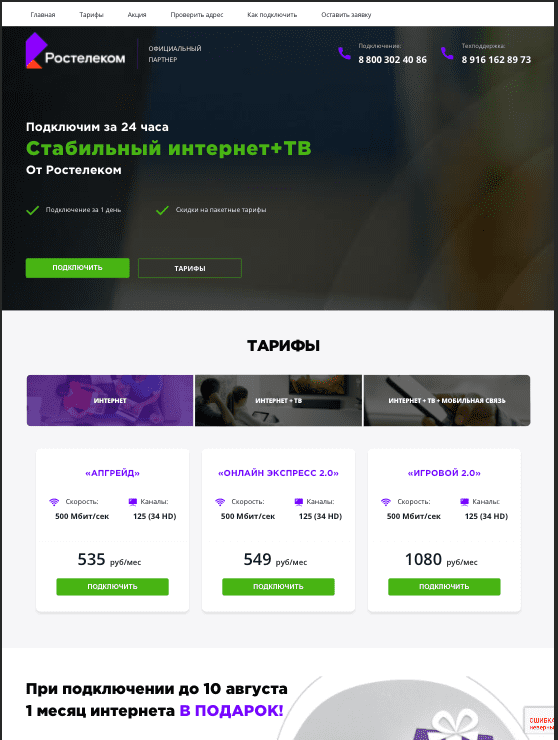 Главная Тарифы Акция Проверить адрес Как подключить Оставить заявку
Ростелеком
ОФИЦИАЛЬНЫЙ
ПАРТНЕР
Подключение:
8 800 302 40 86
Техподдержка:
8 916 162 89 73
Подключим за 24 часа
Стабильный интернет+ТВ
От Ростелеком
Подключение за 1 день
Скидки на пакетные тарифы
ПОДКЛЮЧИТЬ
ТАРИФЫ
ТАРИФЫ
ИНТЕРНЕТ
ИНТЕРНЕТ + ТВ
ИНТЕРНЕТ + ТВ + МОБИЛЬНАЯ СВЯЗЬ
«АПГРЕЙД»
Скорость: Каналы:
500 Мбит/сек 125 (34 HD)
535 руб/мес
ПОДКЛЮЧИТЬ
«ОНЛАЙН ЭКСПРЕСС 2.0»
Скорость: Каналы:
500 Мбит/сек 125 (34 HD)
549 руб/мес
ПОДКЛЮЧИТЬ
«ИГРОВОЙ 2.0»
Скорость: Каналы:
500 Мбит/сек 125 (34 HD)
1080 руб/мес
ПОДКЛЮЧИТЬ
При подключении до 10 августа
1 месяц интернета В ПОДАРОК!
ОШИБКА